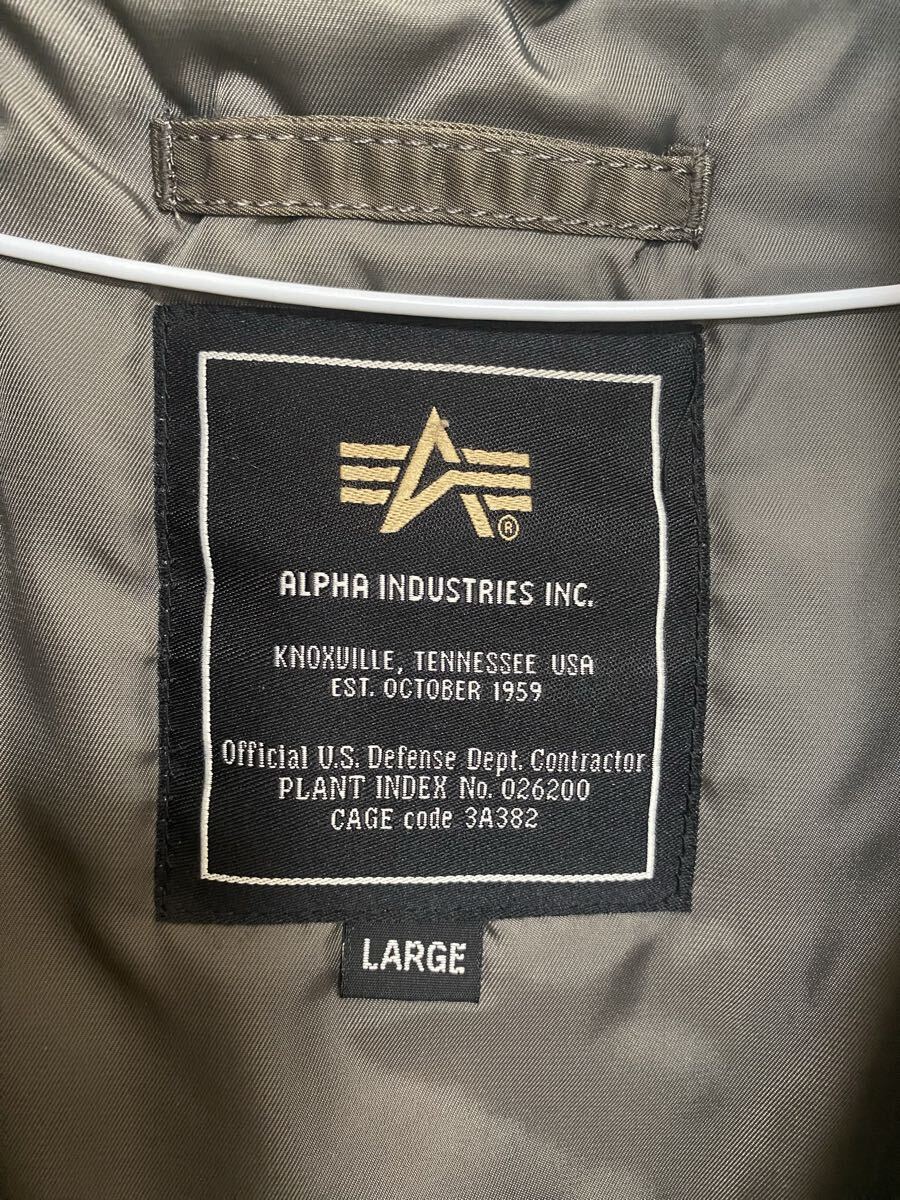 ®
ALPHA INDUSTRIES INC.
KNOXVILLE, TENNESSEE USA
EST. OCTOBER 1959
Official U.S. Defense Dept. Contractor
PLANT INDEX No. 026200
CAGE code 3A382
LARGE